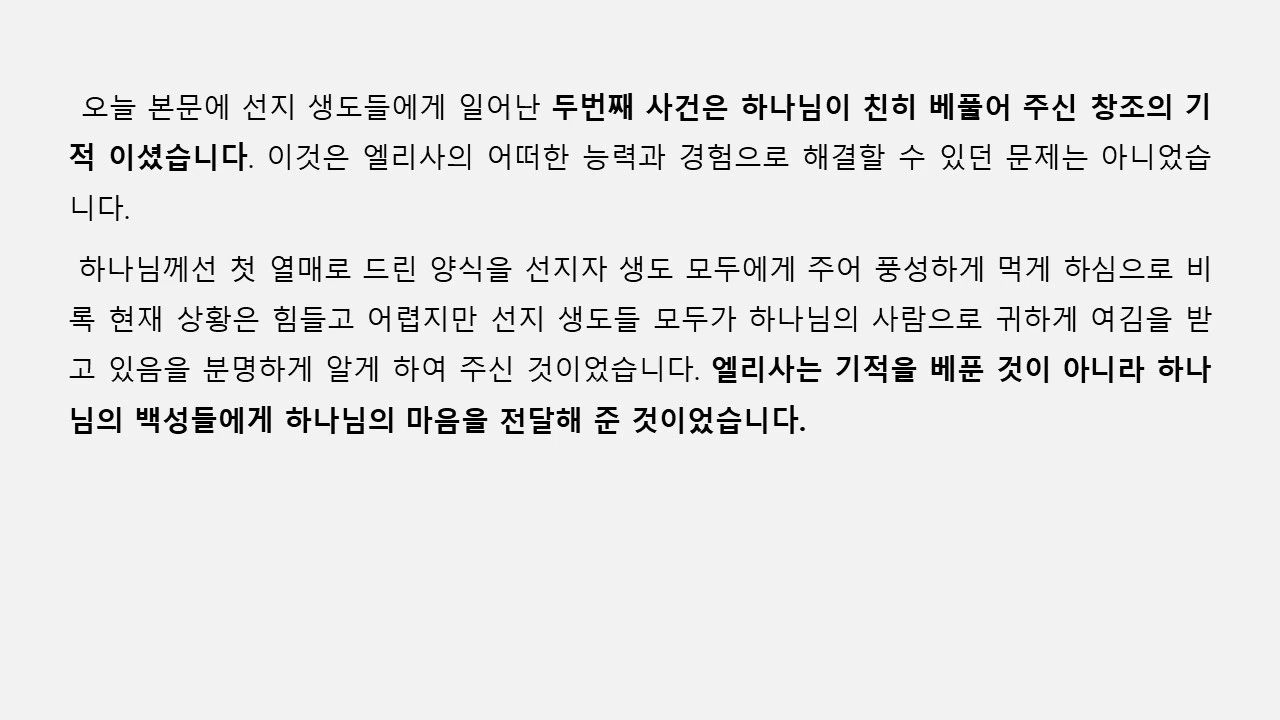 오늘 본문에 선지 생도들에게 일어난 두번째 사건은 하나님이 친히 베풀어 주신 창조의 기
적 이셨습니다. 이것은 엘리사의 어떠한 능력과 경험으로 해결할 수 있던 문제는 아니었습
니다.
하나님께선 첫 열매로 드린 양식을 선지자 생도 모두에게 주어 풍성하게 먹게 하심으로 비
록 현재 상황은 힘들고 어렵지만 선지 생도들 모두가 하나님의 사람으로 귀하게 여김을 받
고 있음을 분명하게 알게 하여 주신 것이었습니다. 엘리사는 기적을 베푼 것이 아니라 하나
님의 백성들에게 하나님의 마음을 전달해 준 것이었습니다.